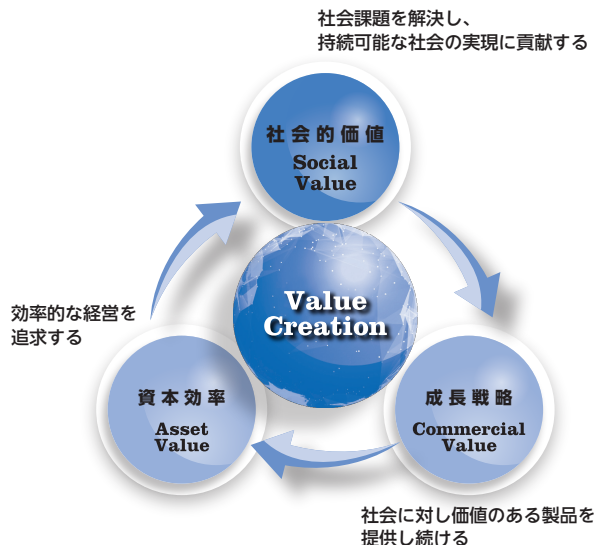 社会課題を解決し、
持続可能な社会の実現に貢献する
社会的価値
Social
Value
Value
Creation
効率的な経営を
追求する
資本効率
Asset
Value
成長戦略
Commercial
Value
社会に対し価値のある製品を
提供し続ける